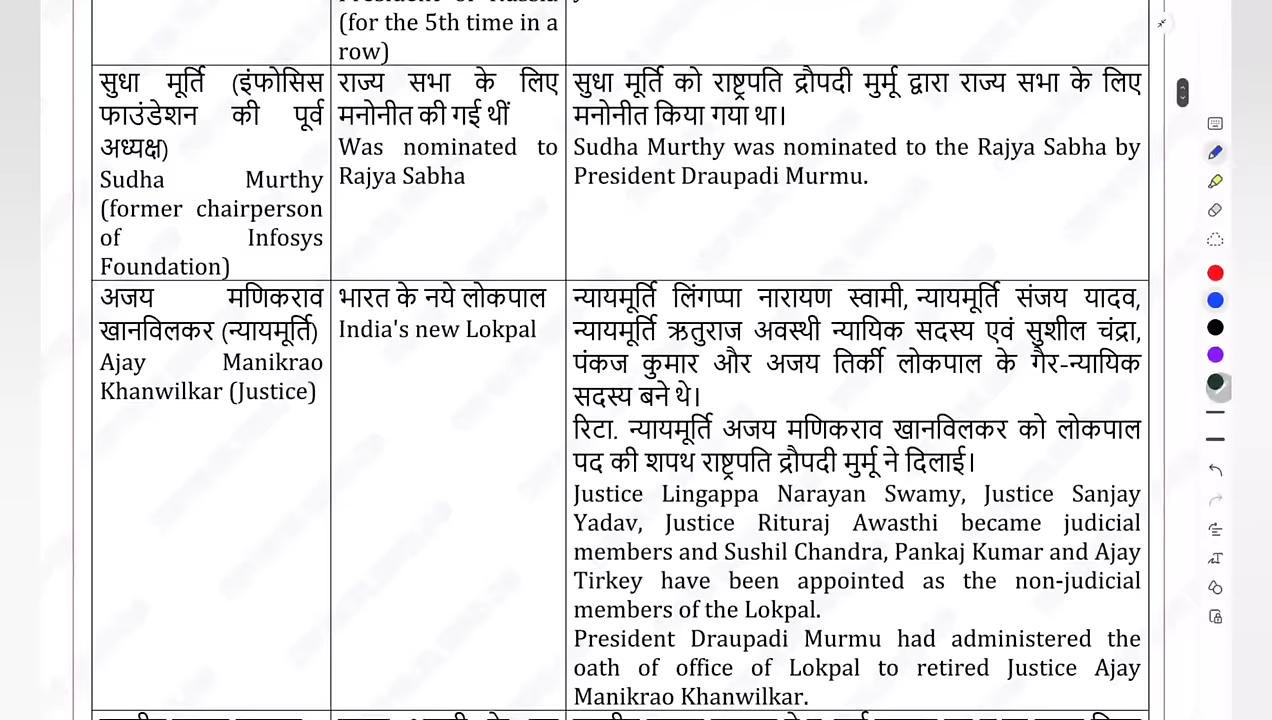 (for the 5th time in a
row)
सुधा मूर्ति (इंफोसिस
फाउंडेशन की पूर्व
अध्यक्ष)
Sudha Murthy
(former chairperson
of Infosys
Foundation)
राज्य सभा के लिए
मनोनीत की गई थीं
Was nominated to
Rajya Sabha
सुधा मूर्ति को राष्ट्रपति द्रौपदी मुर्मू द्वारा राज्य सभा के लिए
मनोनीत किया गया था।
Sudha Murthy was nominated to the Rajya Sabha by
President Draupadi Murmu.
अजय मणिकराव
खानविलकर (न्यायमूर्ति)
Ajay Manikrao
Khanwilkar (Justice)
भारत के नये लोकपाल
India's new Lokpal
न्यायमूर्ति लिंगप्पा नारायण स्वामी, न्यायमूर्ति संजय यादव,
न्यायमूर्ति ऋतुराज अवस्थी न्यायिक सदस्य एवं सुशील चंद्रा,
पंकज कुमार और अजय तिर्की लोकपाल के गैर-न्यायिक
सदस्य बने थे।
रिटा. न्यायमूर्ति अजय मणिकराव खानविलकर को लोकपाल
पद की शपथ राष्ट्रपति द्रौपदी मुर्मू ने दिलाई।
Justice Lingappa Narayan Swamy, Justice Sanjay
Yadav, Justice Rituraj Awasthi became judicial
members and Sushil Chandra, Pankaj Kumar and Ajay
Tirkey have been appointed as the non-judicial
members of the Lokpal.
President Draupadi Murmu had administered the
oath of office of Lokpal to retired Justice Ajay
Manikrao Khanwilkar.